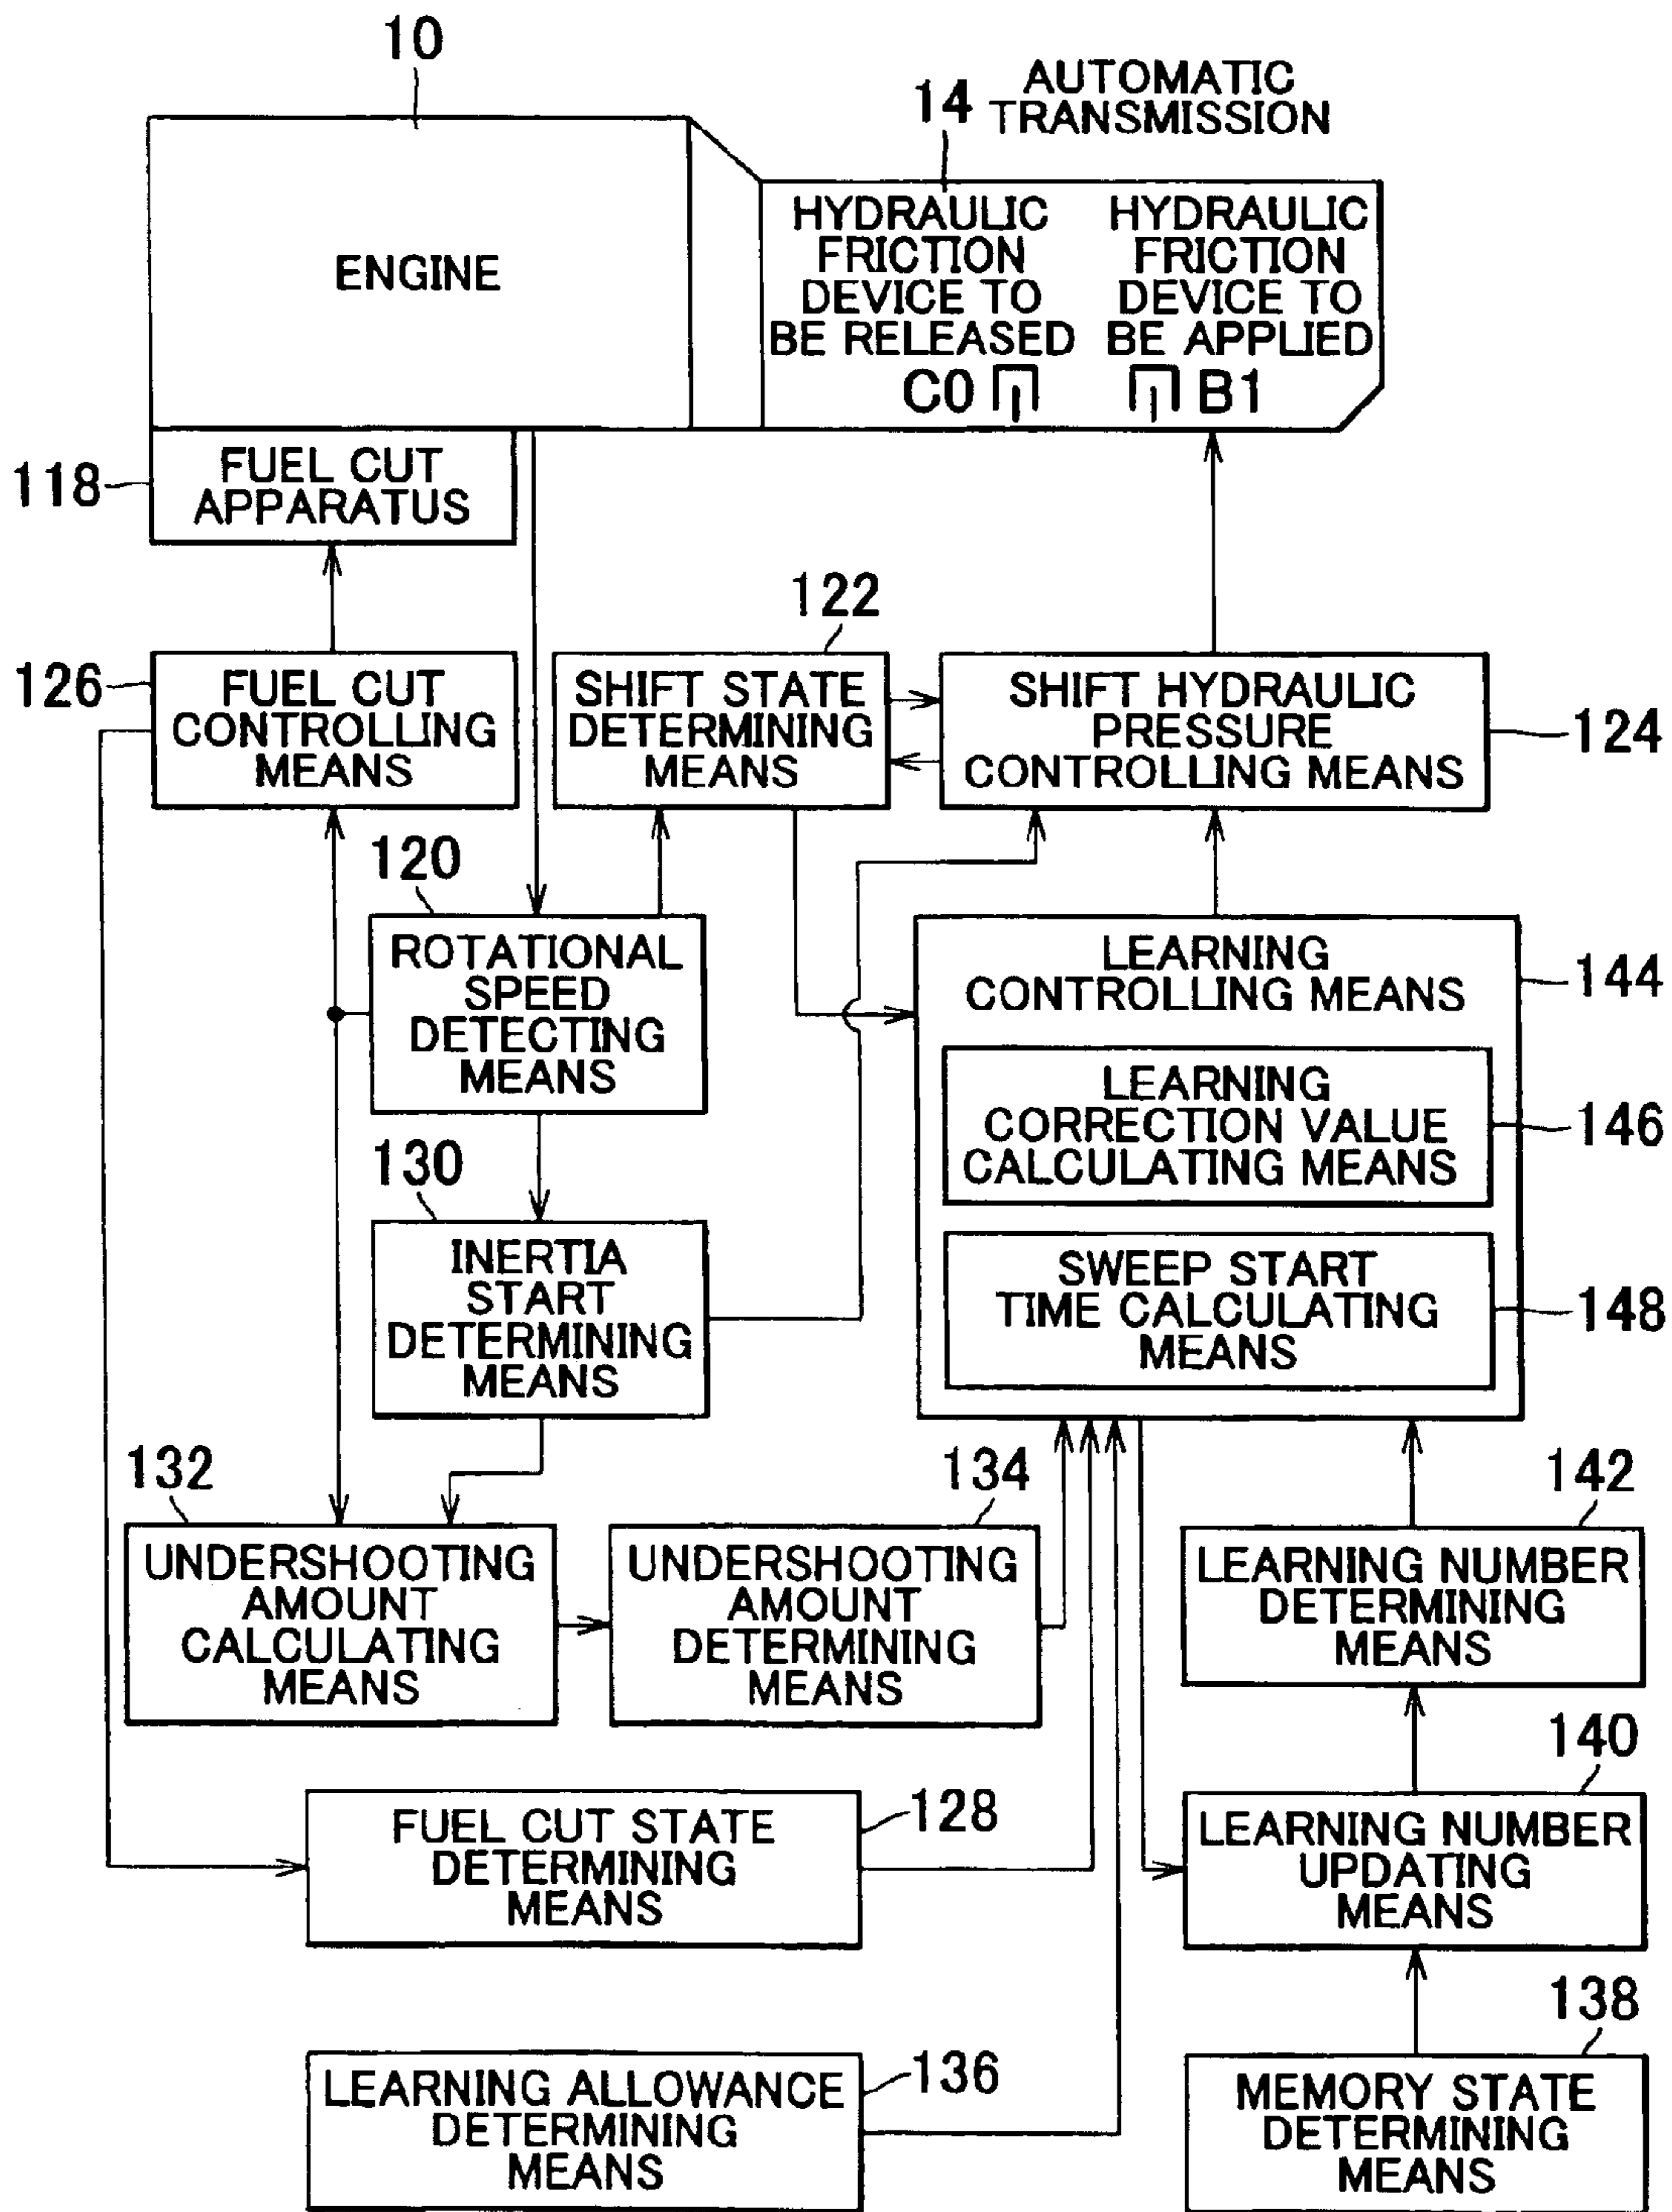 10
AUTOMATIC
TRANSMISSION
14
ENGINE
HYDRAULIC
FRICTION
DEVICE TO
BE RELEASED
C0
HYDRAULIC
FRICTION
DEVICE TO
BE APPLIED
B1
118
FUEL CUT
APPARATUS
122
126
FUEL CUT
CONTROLLING
MEANS
SHIFT STATE
DETERMINING
MEANS
SHIFT HYDRAULIC
PRESSURE
CONTROLLING MEANS
124
120
ROTATIONAL
SPEED
DETECTING
MEANS
LEARNING
CONTROLLING MEANS
144
LEARNING
CORRECTION VALUE
CALCULATING MEANS
146
130
INERTIA
START
DETERMINING
MEANS
SWEEP START
TIME CALCULATING
MEANS
148
132
UNDERSHOOTING
AMOUNT
CALCULATING
MEANS
134
UNDERSHOOTING
AMOUNT
DETERMINING
MEANS
142
LEARNING NUMBER
DETERMINING
MEANS
140
FUEL CUT STATE
DETERMINING
MEANS
128
LEARNING NUMBER
UPDATING
MEANS
138
LEARNING ALLOWANCE
DETERMINING
MEANS
136
MEMORY STATE
DETERMINING
MEANS